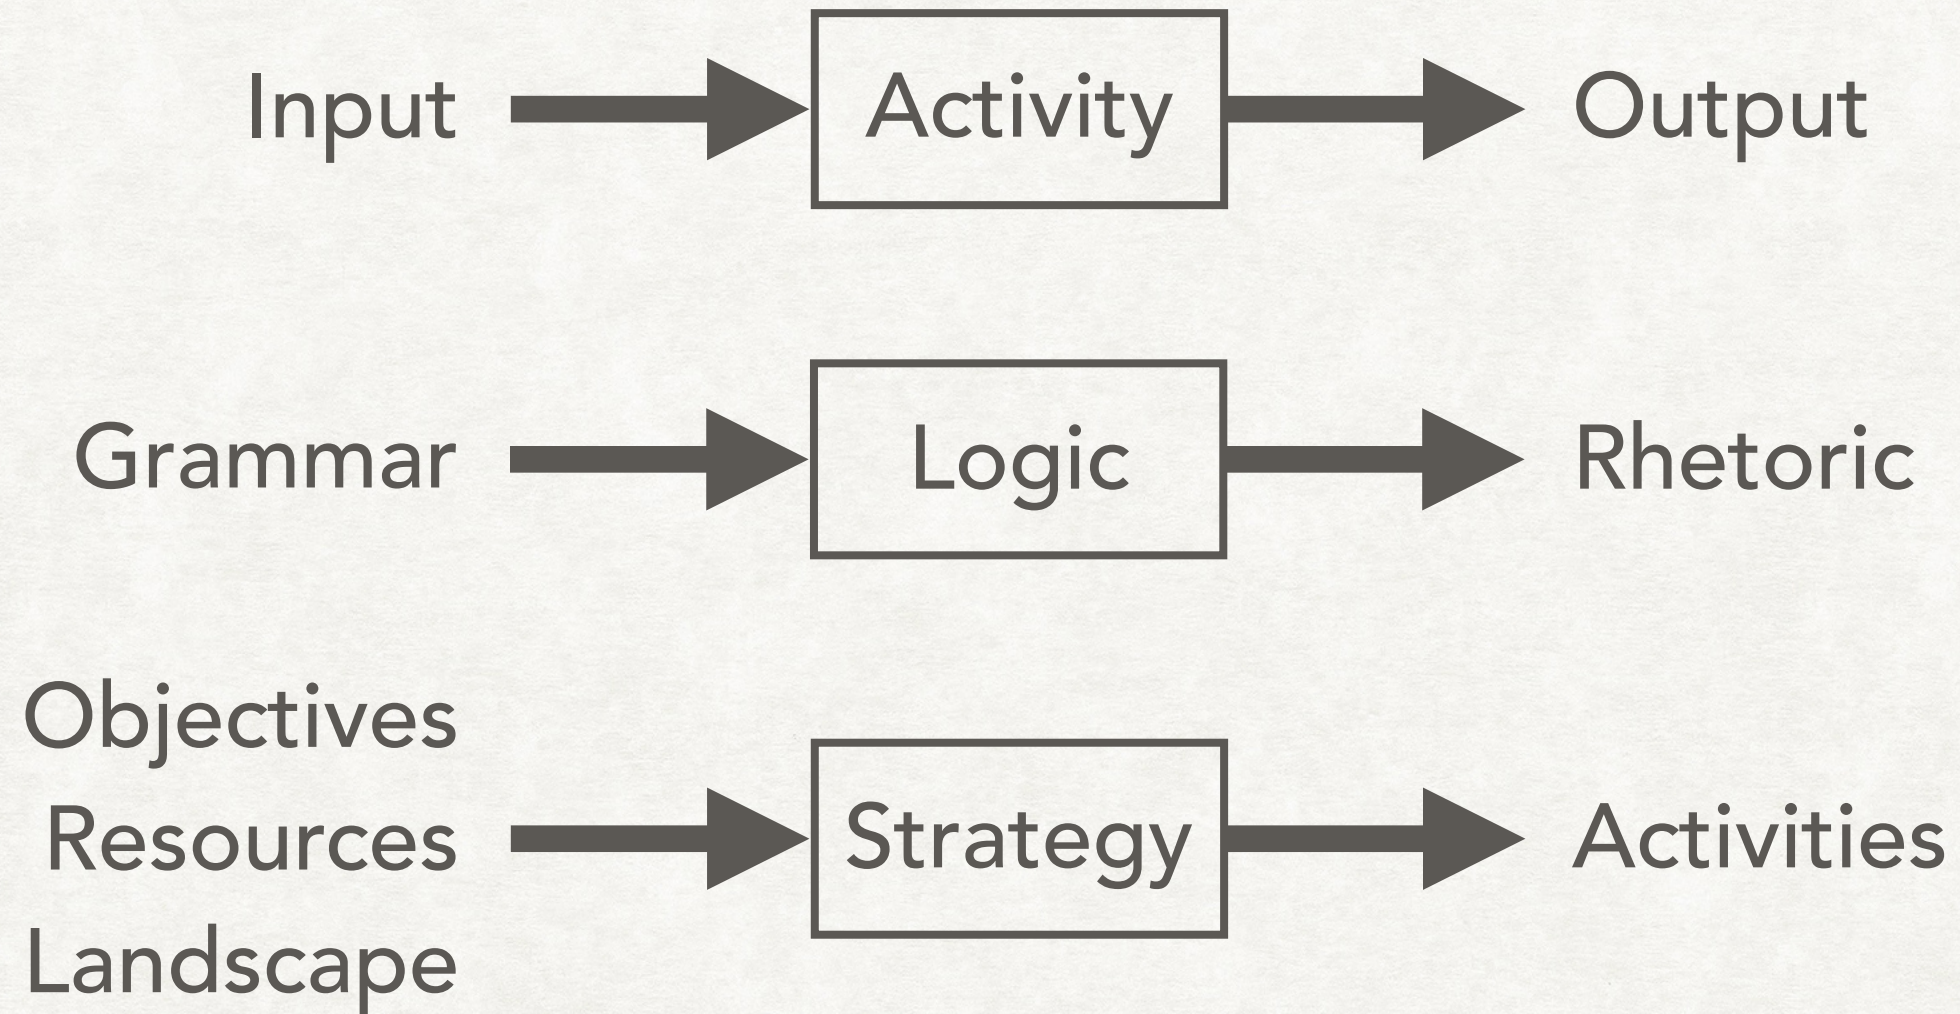 Input Activity Output
Grammar Logic Rhetoric
Objectives
Resources Strategy Activities
Landscape